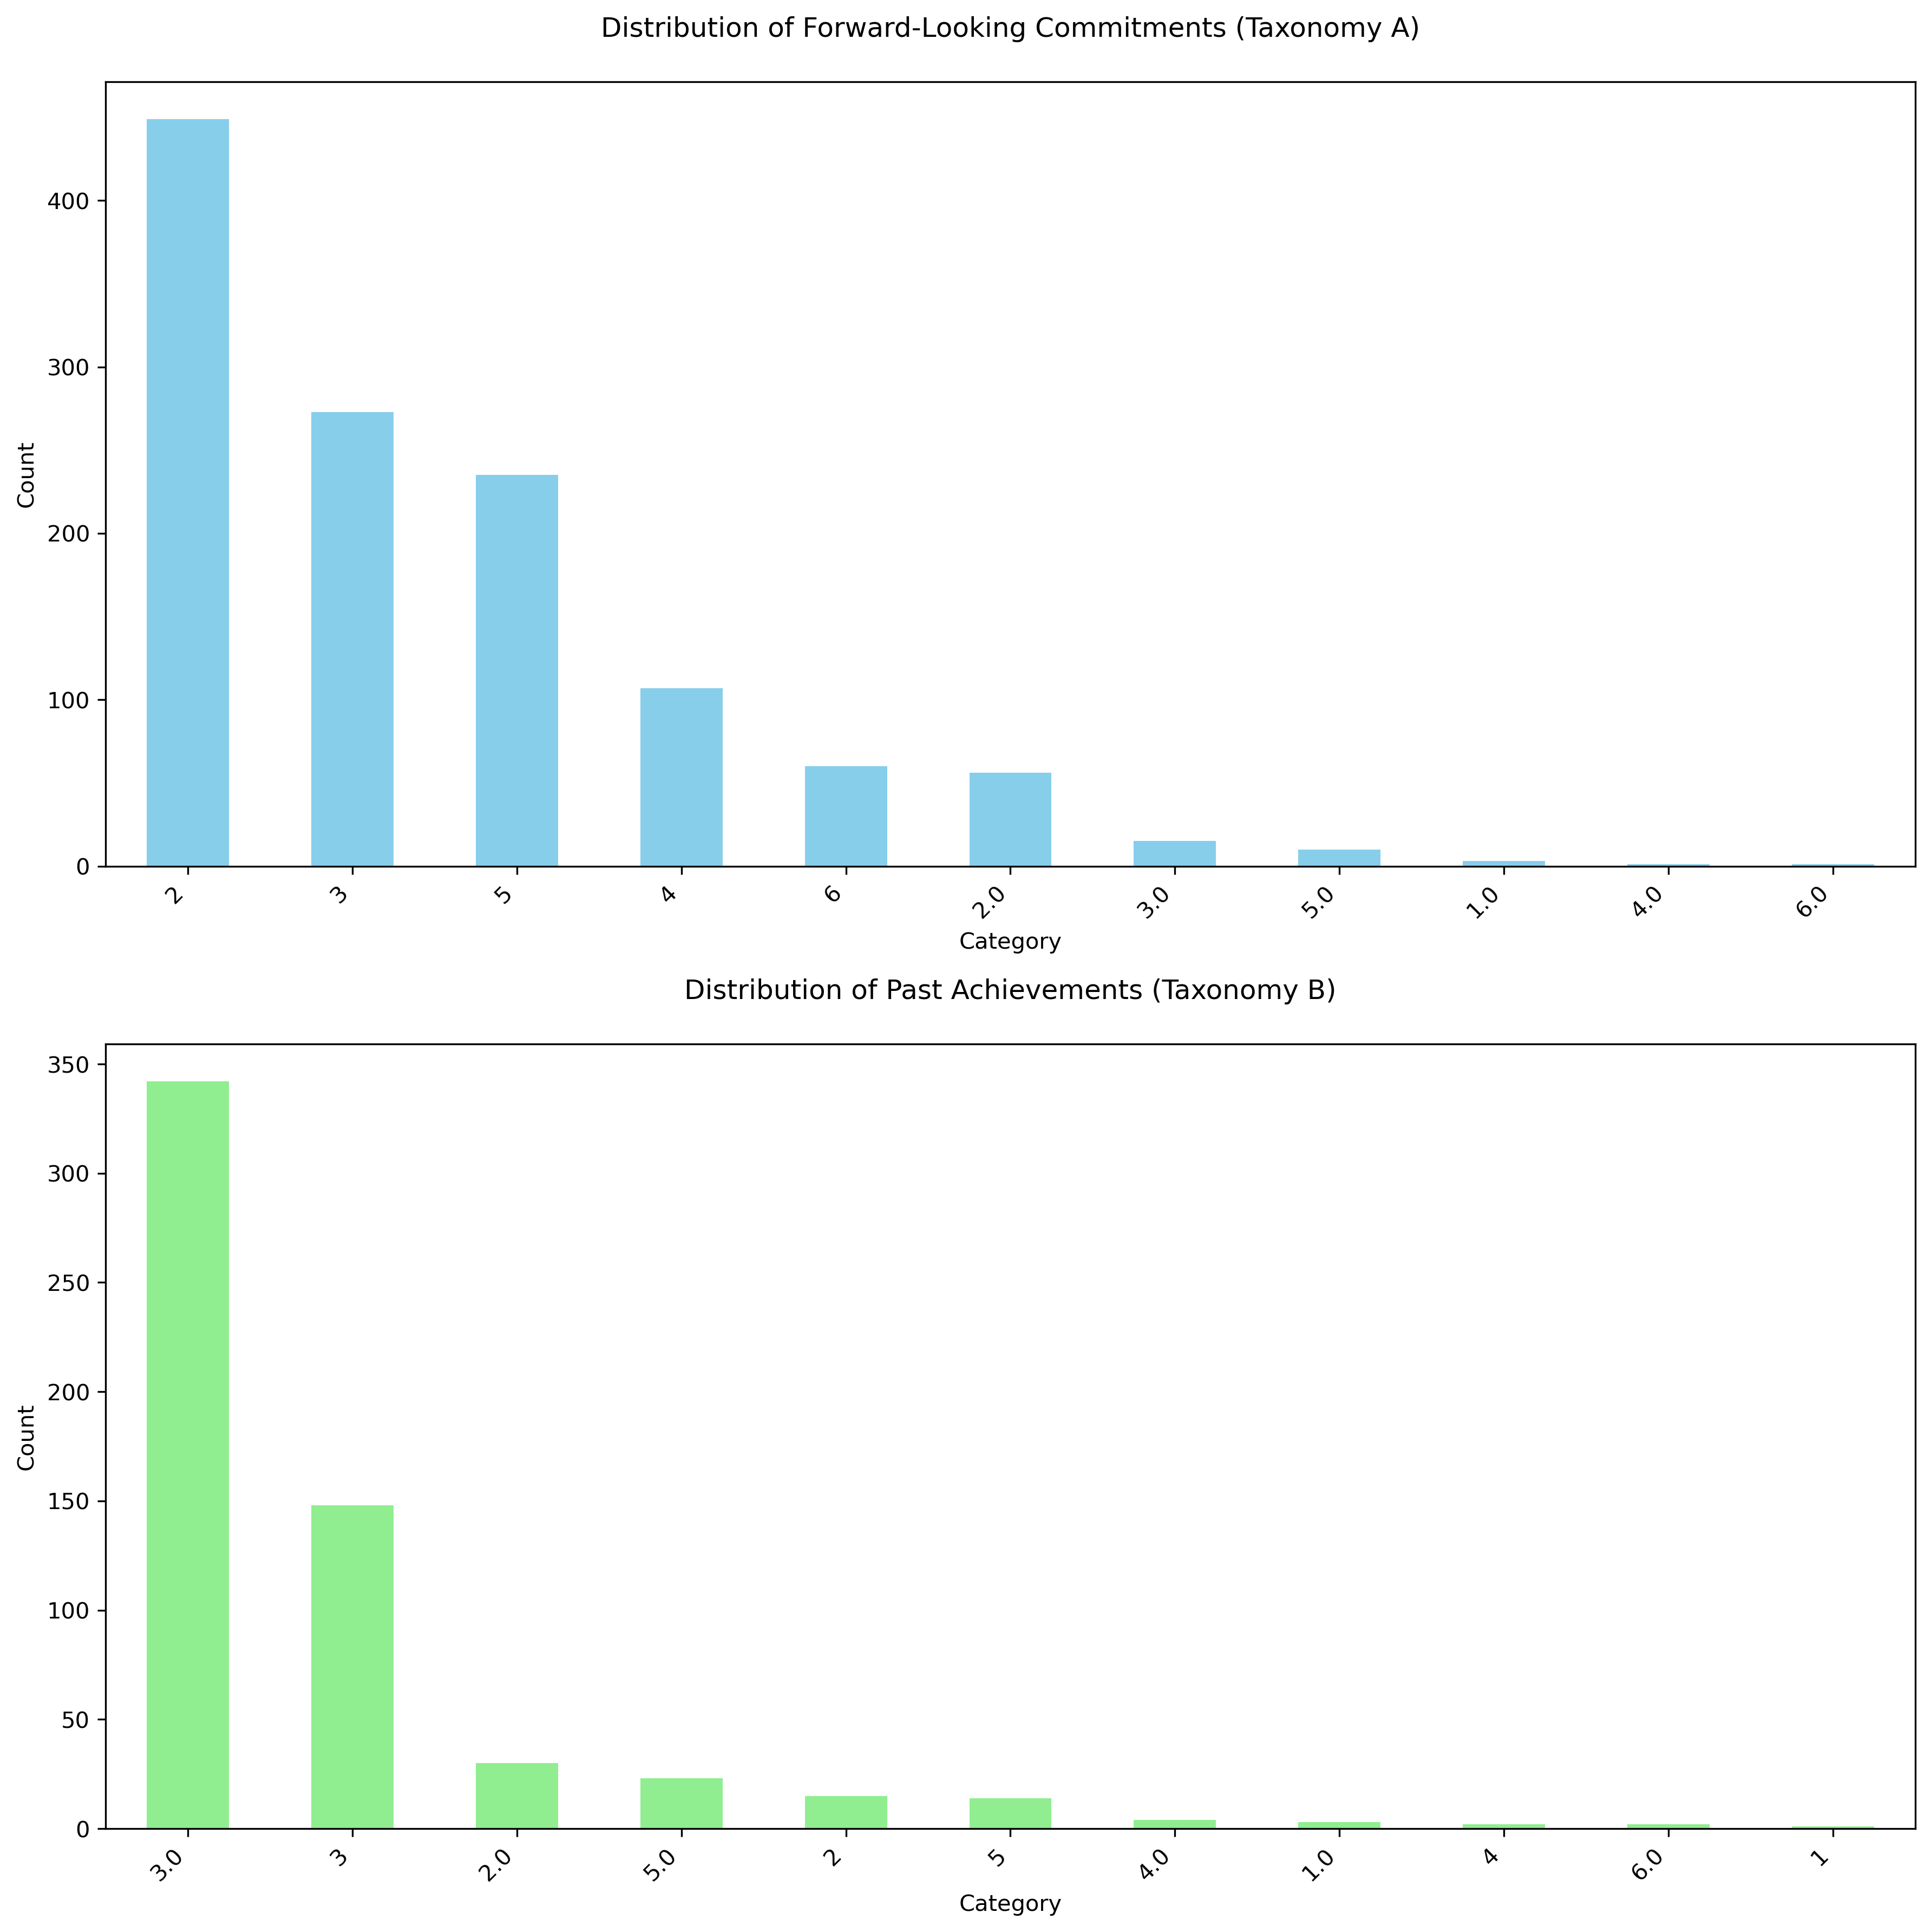 Distribution of Forward-Looking Commitments (Taxonomy A)
Count
400
300
200
100
0
2 3 5 4 6 2.0 3.0 5.0 1.0 4.0 6.0
Category
Distribution of Past Achievements (Taxonomy B)
Count
350
300
250
200
150
100
50
0
3.0 3 2.0 5.0 2 5 4.0 1.0 4 6.0 1
Category